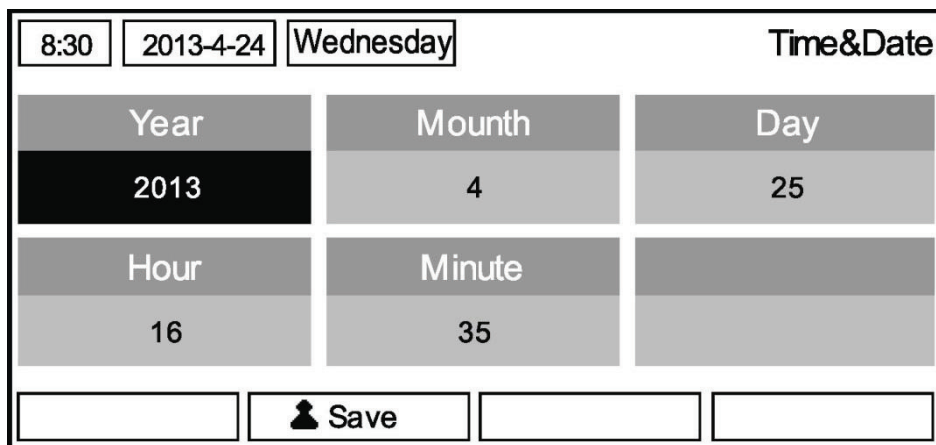 8:30 2013-4-24 Wednesday Time&Date
Year Mounth Day
2013 4 25
Hour Minute
16 35
Save